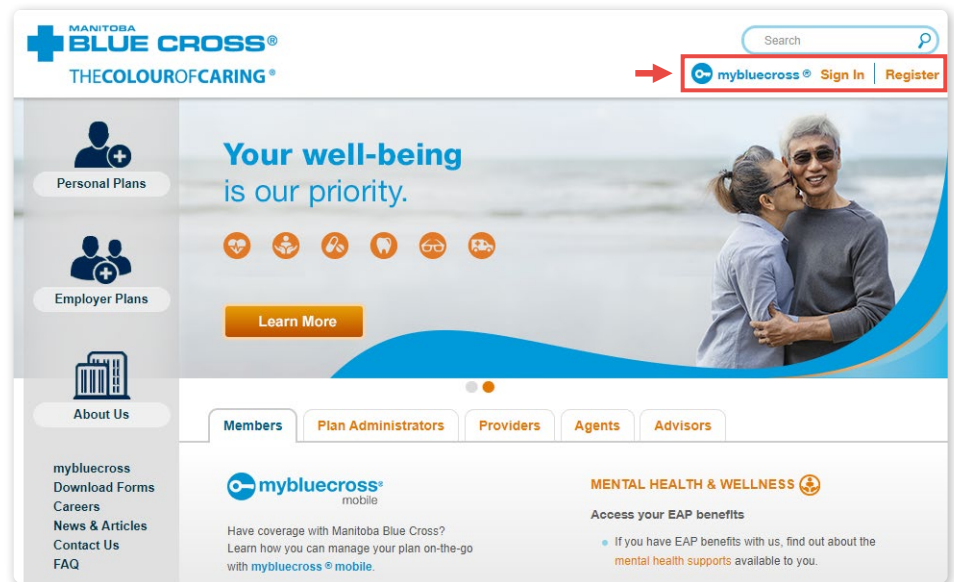 MANITOBA
BLUE CROSS®
THECOLOUROFCARING®
Search
mybluecross® Sign In | Register
Personal Plans
Employer Plans
About Us
mybluecross
Download Forms
Careers
News & Articles
Contact Us
FAQ
Your well-being
is our priority.
Learn More
Members
Plan Administrators
Providers
Agents
Advisors
mybluecross®
mobile
Have coverage with Manitoba Blue Cross?
Learn how you can manage your plan on-the-go
with mybluecross® mobile.
MENTAL HEALTH & WELLNESS
Access your EAP benefits
If you have EAP benefits with us, find out about the
mental health supports available to you.